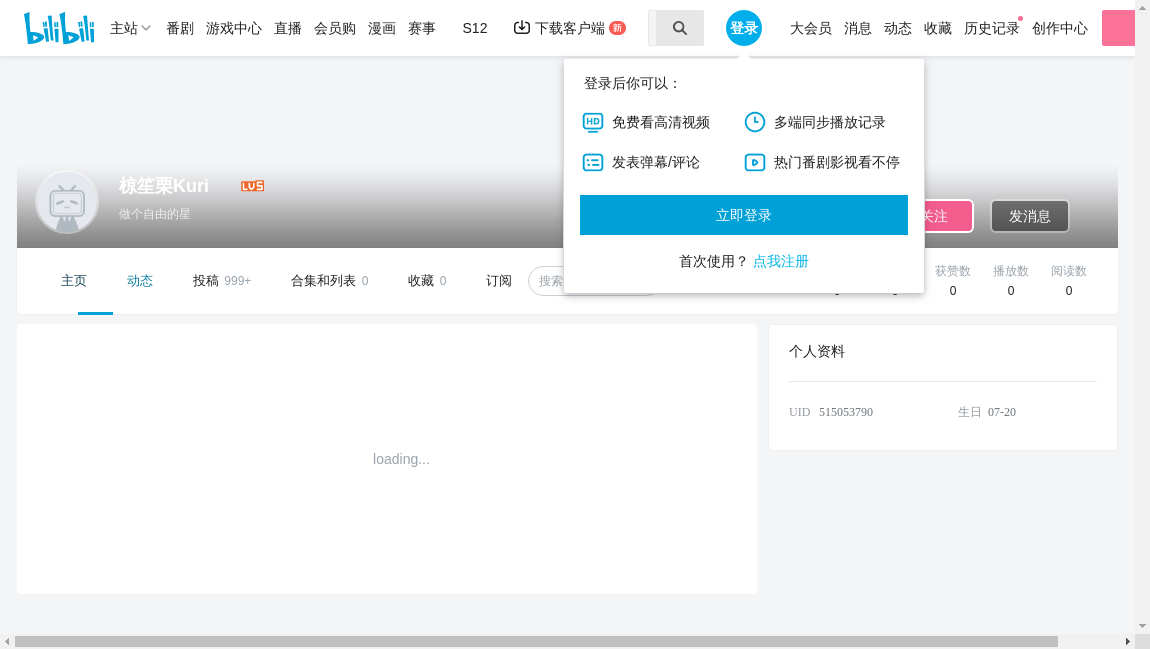 bilibili 主站 番剧 游戏中心 直播 会员购 漫画 赛事 S12 下载客户端 新 登录 大会员 消息 动态 收藏 历史记录 创作中心
登录后你可以：
HD 免费看高清视频 多端同步播放记录
发表弹幕/评论 热门番剧影视看不停
立即登录
首次使用？ 点我注册
椋笙栗Kuri LV5
做个自由的星
关注 发消息
主页 动态 投稿 999+ 合集和列表 0 收藏 0 订阅 搜索
获赞数 播放数 阅读数
0 0 0
loading...
个人资料
UID 515053790 生日 07-20